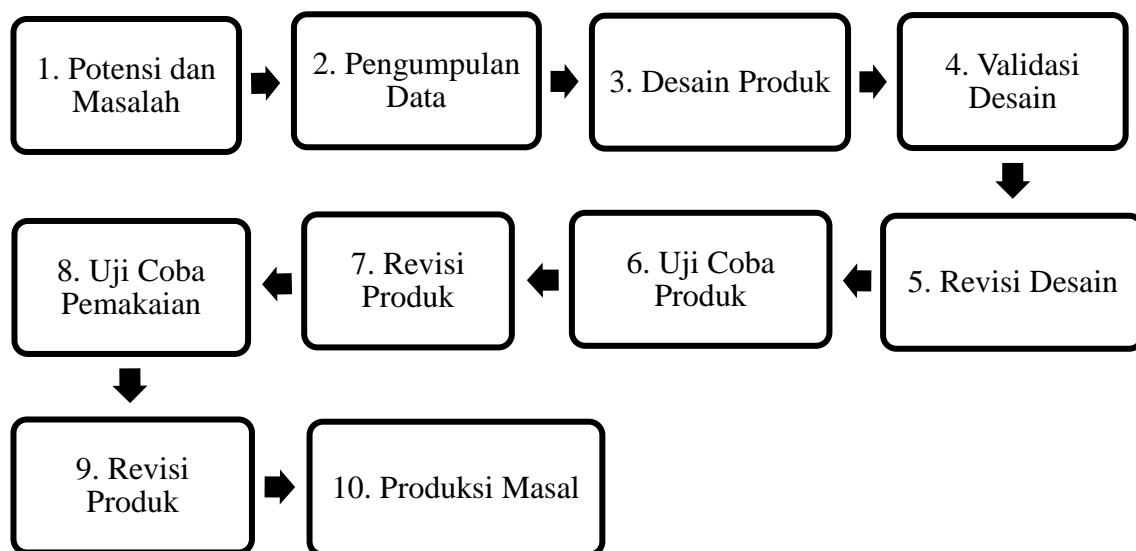 1. Potensi dan
Masalah
2. Pengumpulan
Data
3. Desain Produk
4. Validasi
Desain
5. Revisi Desain
6. Uji Coba
Produk
7. Revisi
Produk
8. Uji Coba
Pemakaian
9. Revisi
Produk
10. Produksi Masal